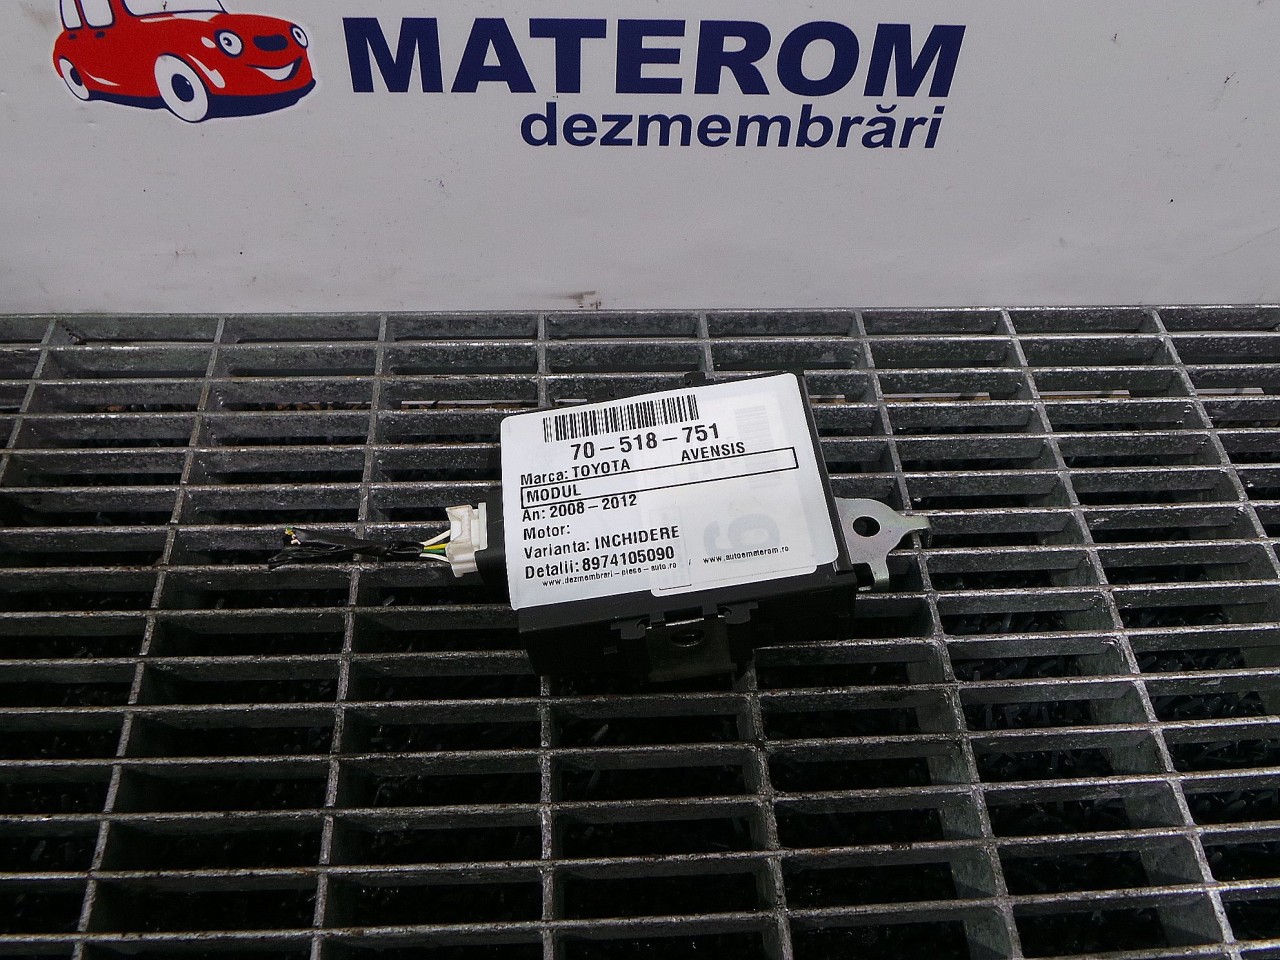 MATEROM
dezmembrări
70-518-751
Marca: TOYOTA AVENSIS
MODUL
An: 2008-2012
Motor:
Varianta: INCHIDERE
Detalii: 8974105090
www.dezmembrari-piese-auto.ro
www.autoematerom.ro